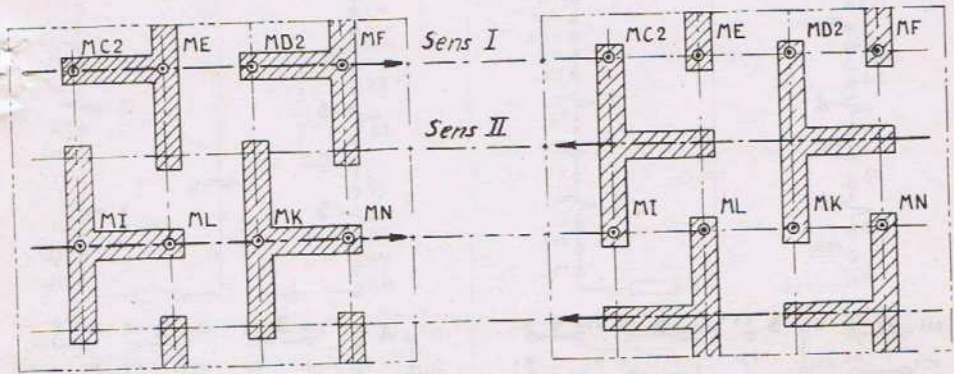 MC2 ME MD2 MF Sens I MC2 ME MD2 MF
Sens II
MI ML MK MN MI ML MK MN